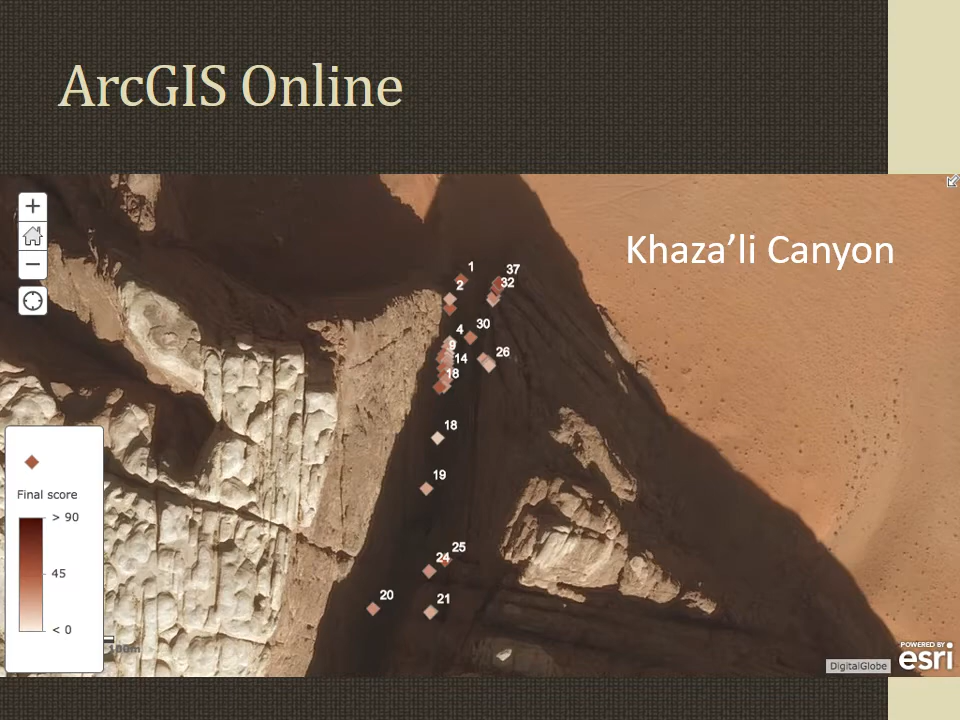 ArcGIS Online
Khaza’li Canyon
1
37
2
32
4
30
9
26
14
18
18
19
25
24
20
21
Final score
> 90
45
< 0
100m
DigitalGlobe
POWERED BY
esri